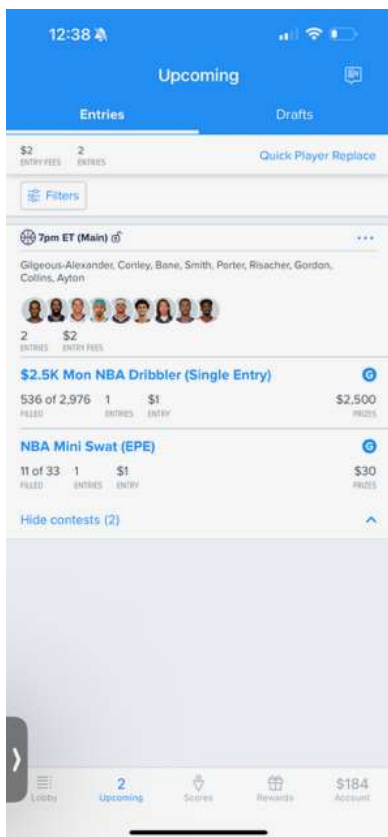 12:38
Upcoming
Entries Drafts
$2 2 Quick Player Replace
ENTRY FEES ENTRIES
Filters
7pm ET (Main)
Gilgeous-Alexander, Conley, Bane, Smith, Porter, Risacher, Gordon,
Collins, Ayton
2 $2
ENTRIES ENTRY FEES
$2.5K Mon NBA Dribbler (Single Entry) G
536 of 2,976 1 $1 $2,500
FILLED ENTRIES ENTRY PRIZES
NBA Mini Swat (EPE) G
11 of 33 1 $1 $30
FILLED ENTRIES ENTRY PRIZES
Hide contests (2)
2 $184
Lobby Upcoming Scores Rewards Account